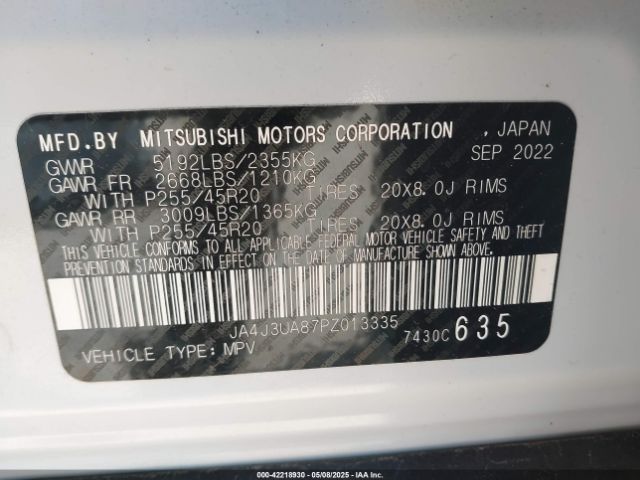 MFD.BY MITSUBISHI MOTORS CORPORATION , JAPAN
GVWR 5192LBS/2355KG SEP 2022
GAWR FR 2668LBS/1210KG
WITH P255/45R20 TIRES 20X8.0J RIMS
GAWR RR 3009LBS/1365KG
WITH P255/45R20 TIRES 20X8.0J RIMS
THIS VEHICLE CONFORMS TO ALL APPLICABLE FEDERAL MOTOR VEHICLE SAFETY AND THEFT
PREVENTION STANDARDS IN EFFECT ON THE DATE OF MANUFACTURE SHOWN ABOVE.
JA4J3UA87PZ013335 7430C 635
VEHICLE TYPE: MPV
000-42218930 - 05/08/2025 - IAA Inc.